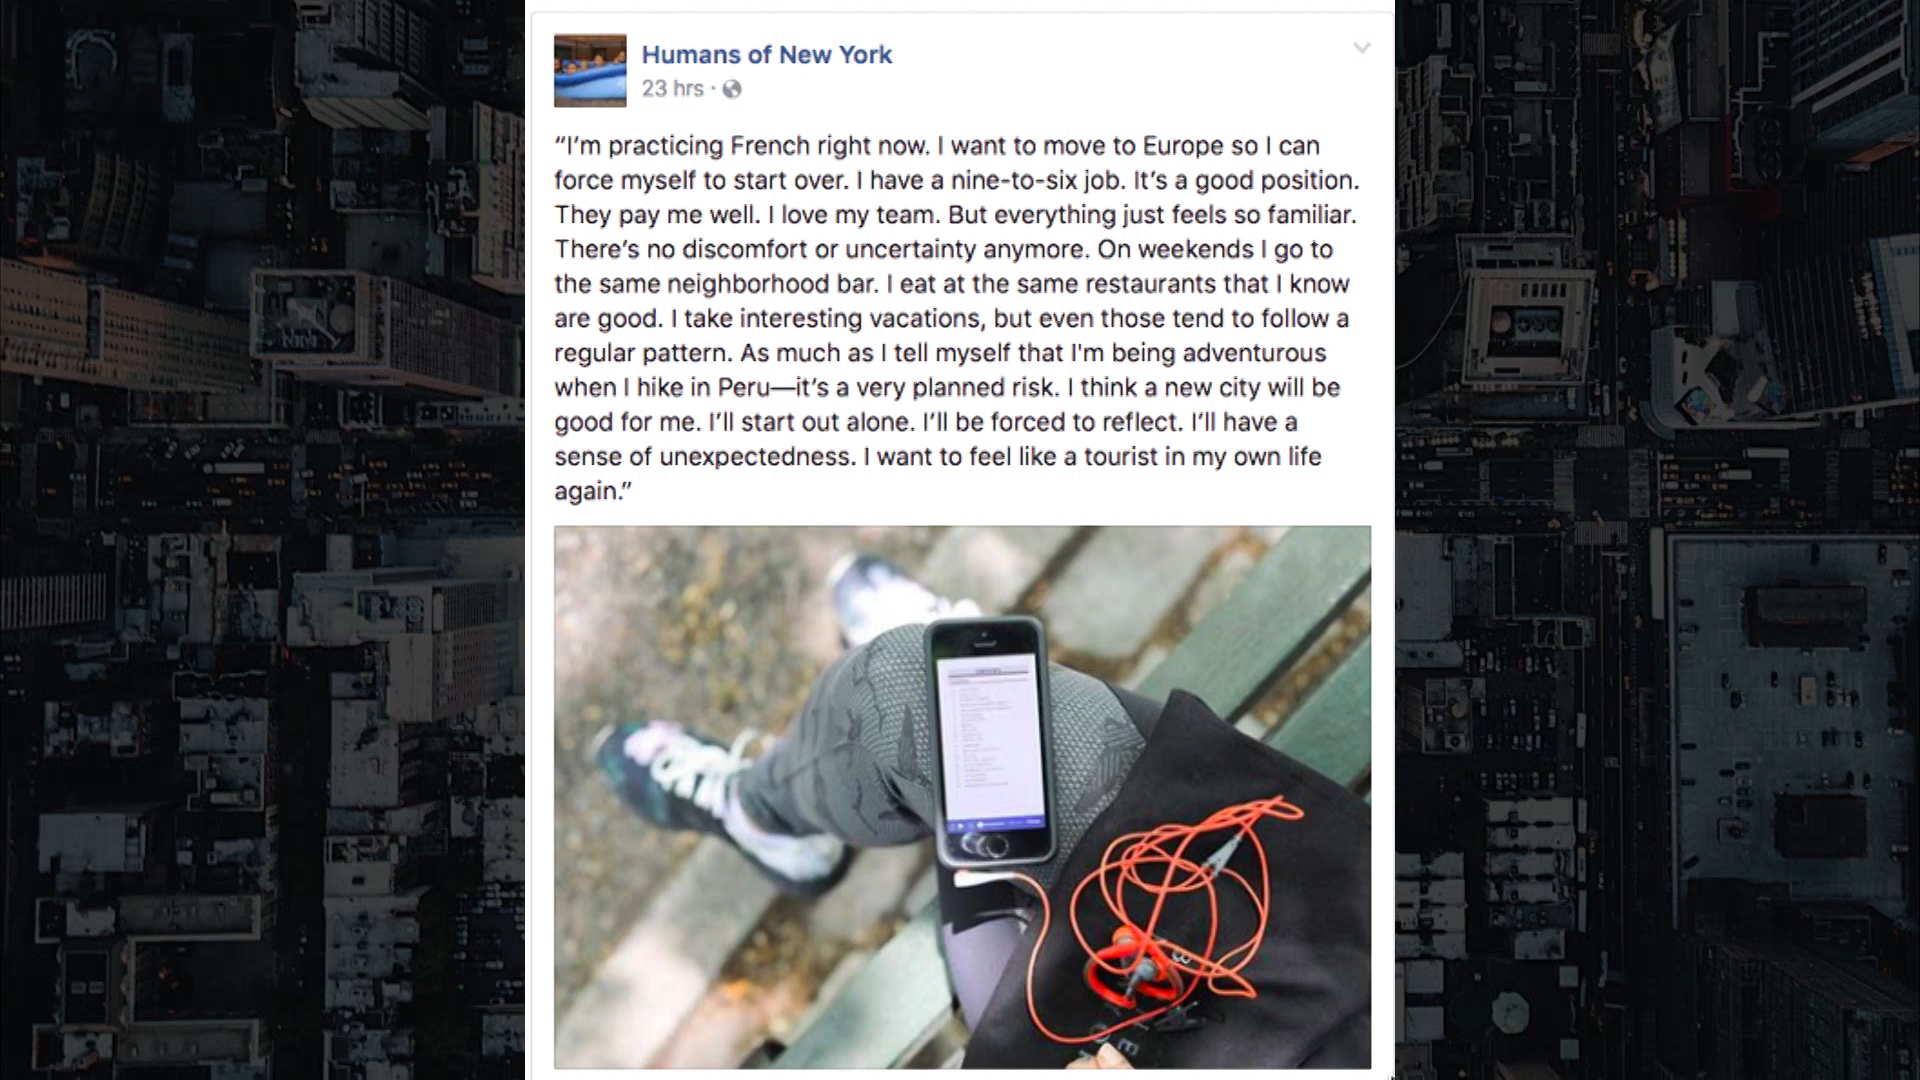 Humans of New York
23 hrs ·
“I’m practicing French right now. I want to move to Europe so I can
force myself to start over. I have a nine-to-six job. It’s a good position.
They pay me well. I love my team. But everything just feels so familiar.
There’s no discomfort or uncertainty anymore. On weekends I go to
the same neighborhood bar. I eat at the same restaurants that I know
are good. I take interesting vacations, but even those tend to follow a
regular pattern. As much as I tell myself that I'm being adventurous
when I hike in Peru—it’s a very planned risk. I think a new city will be
good for me. I’ll start out alone. I’ll be forced to reflect. I’ll have a
sense of unexpectedness. I want to feel like a tourist in my own life
again.”